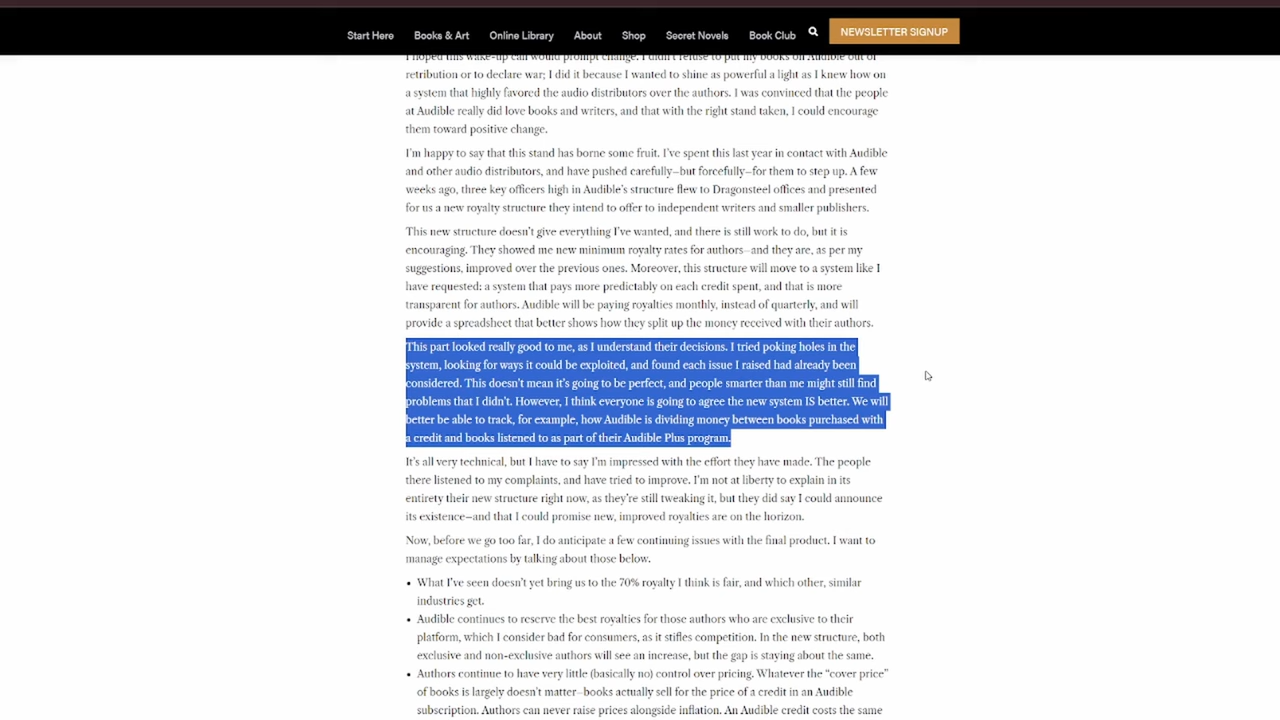 Start Here Books & Art Online Library About Shop Secret Novels Book Club NEWSLETTER SIGNUP
I hoped this wake-up call would prompt change. I didn't refuse to put my books on Audible out of
retribution or to declare war; I did it because I wanted to shine as powerful a light as I knew how on
a system that highly favored the audio distributors over the authors. I was convinced that the people
at Audible really did love books and writers, and that with the right stand taken, I could encourage
them toward positive change.
I'm happy to say that this stand has borne some fruit. I've spent this last year in contact with Audible
and other audio distributors, and have pushed carefully—but forcefully—for them to step up. A few
weeks ago, three key officers high in Audible's structure flew to Dragonsteel offices and presented
for us a new royalty structure they intend to offer to independent writers and smaller publishers.
This new structure doesn't give everything I've wanted, and there is still work to do, but it is
encouraging. They showed me new minimum royalty rates for authors—and they are, as per my
suggestions, improved over the previous ones. Moreover, this structure will move to a system like I
have requested: a system that pays more predictably on each credit spent, and that is more
transparent for authors. Audible will be paying royalties monthly, instead of quarterly, and will
provide a spreadsheet that better shows how they split up the money received with their authors.
This part looked really good to me, as I understand their decisions. I tried poking holes in the
system, looking for ways it could be exploited, and found each issue I raised had already been
considered. This doesn't mean it's going to be perfect, and people smarter than me might still find
problems that I didn't. However, I think everyone is going to agree the new system IS better. We will
better be able to track, for example, how Audible is dividing money between books purchased with
a credit and books listened to as part of their Audible Plus program.
It's all very technical, but I have to say I'm impressed with the effort they have made. The people
there listened to my complaints, and have tried to improve. I'm not at liberty to explain in its
entirety their new structure right now, as they're still tweaking it, but they did say I could announce
its existence—and that I could promise new, improved royalties are on the horizon.
Now, before we go too far, I do anticipate a few continuing issues with the final product. I want to
manage expectations by talking about those below.
• What I've seen doesn't yet bring us to the 70% royalty I think is fair, and which other, similar
industries get.
• Audible continues to reserve the best royalties for those authors who are exclusive to their
platform, which I consider bad for consumers, as it stifles competition. In the new structure, both
exclusive and non-exclusive authors will see an increase, but the gap is staying about the same.
• Authors continue to have very little (basically no) control over pricing. Whatever the "cover price"
of books is largely doesn't matter—books actually sell for the price of a credit in an Audible
subscription. Authors can never raise prices alongside inflation. An Audible credit costs the same